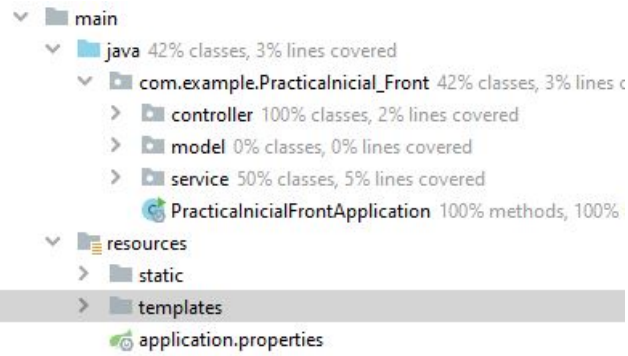 main
java 42% classes, 3% lines covered
com.example.PracticaInicial_Front 42% classes, 3% lines c
controller 100% classes, 2% lines covered
model 0% classes, 0% lines covered
service 50% classes, 5% lines covered
PracticaInicialFrontApplication 100% methods, 100%
resources
static
templates
application.properties